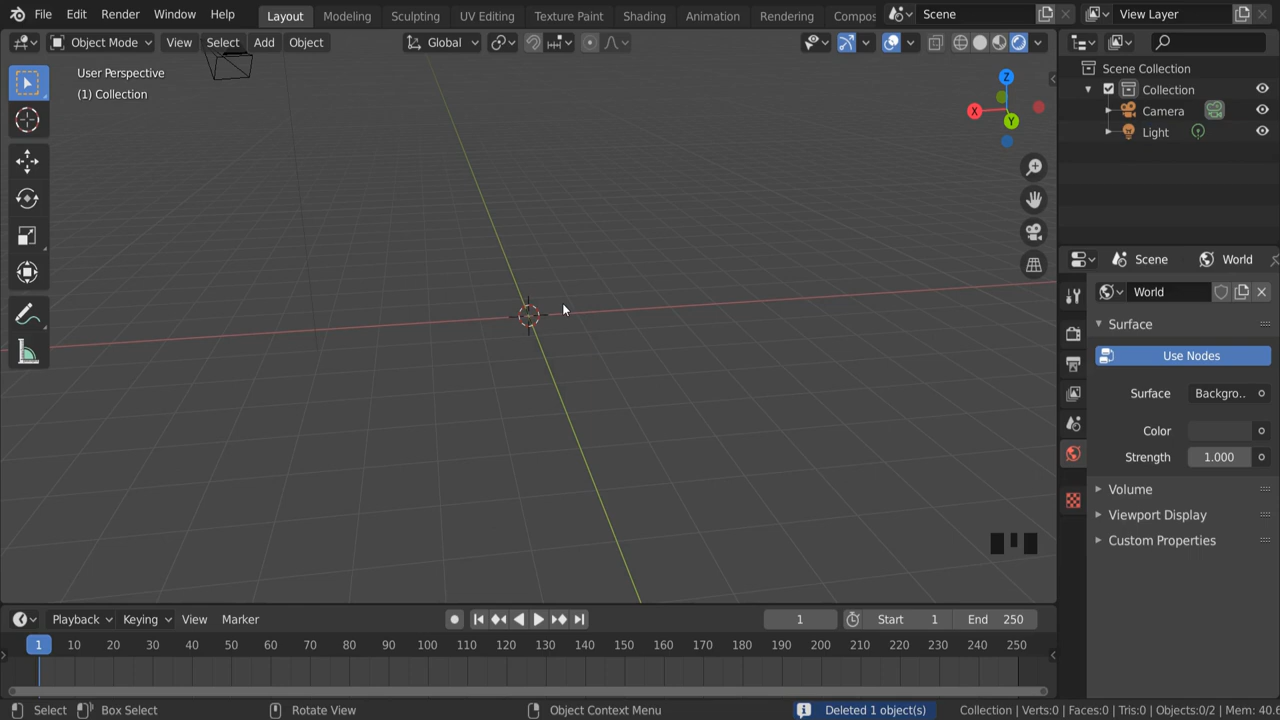 File Edit Render Window Help Layout Modeling Sculpting UV Editing Texture Paint Shading Animation Rendering Compos Scene View Layer
Object Mode View Select Add Object Global
User Perspective
(1) Collection
Z
X
Y
Scene Collection
Collection
Camera
Light
Scene World
World
Surface
Use Nodes
Surface Backgro..
Color
Strength 1.000
Volume
Viewport Display
Custom Properties
Playback Keying View Marker 1 Start 1 End 250
1 10 20 30 40 50 60 70 80 90 100 110 120 130 140 150 160 170 180 190 200 210 220 230 240 250
Select Box Select Rotate View Object Context Menu Deleted 1 object(s) Collection | Verts:0 | Faces:0 | Tris:0 | Objects:0/2 | Mem: 40.6